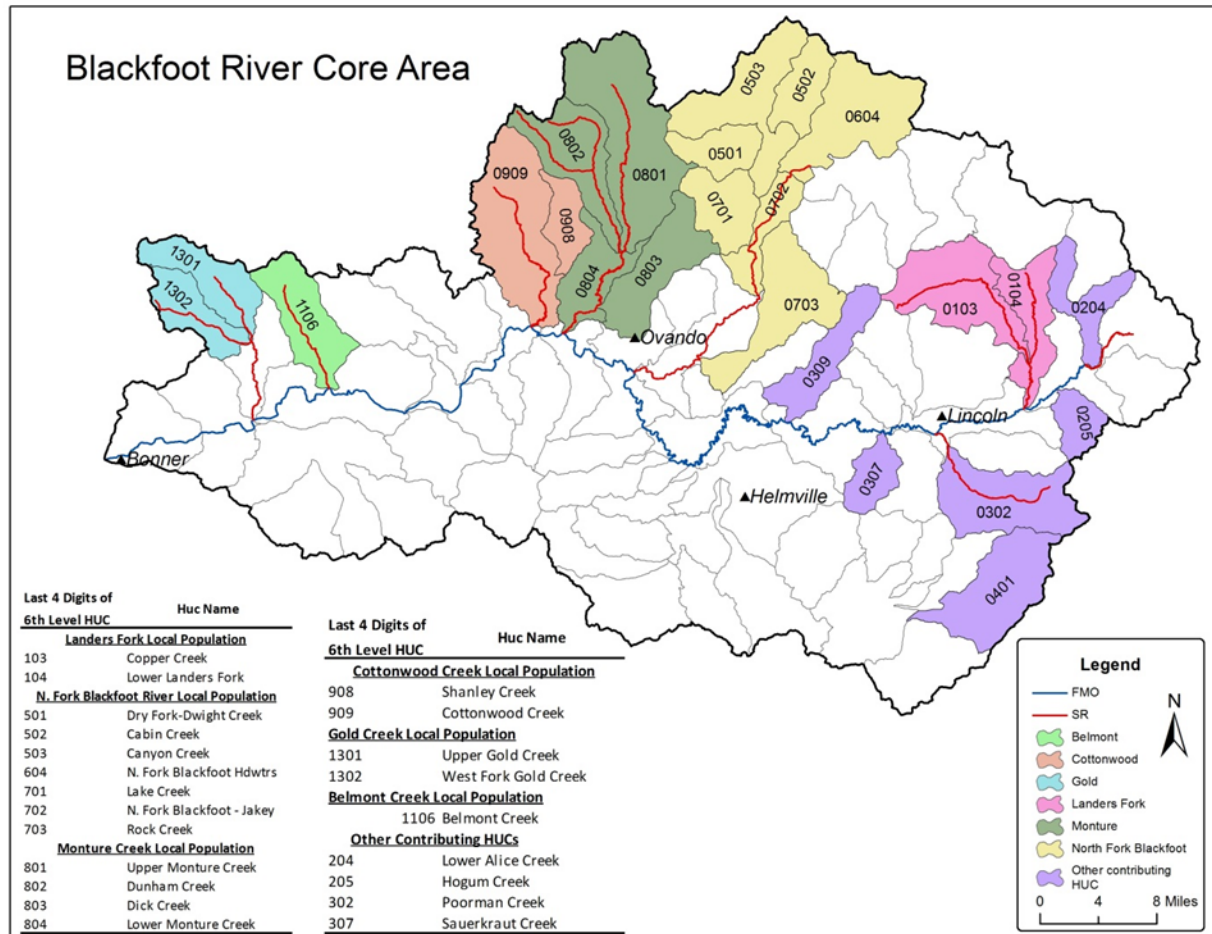 Blackfoot River Core Area
0503
0502
0604
0802
0501
0909
0801
0702
0701
0908
1301
0804
0803
1302
0104
0204
1106
0103
0703
Ovando
0309
Lincoln
0205
Bonner
0307
Helmville
0302
0401
Last 4 Digits of
6th Level HUC Huc Name
Landers Fork Local Population
103 Copper Creek
104 Lower Landers Fork
N. Fork Blackfoot River Local Population
501 Dry Fork-Dwight Creek
502 Cabin Creek
503 Canyon Creek
604 N. Fork Blackfoot Hdwtrs
701 Lake Creek
702 N. Fork Blackfoot - Jakey
703 Rock Creek
Monture Creek Local Population
801 Upper Monture Creek
802 Dunham Creek
803 Dick Creek
804 Lower Monture Creek
Last 4 Digits of
6th Level HUC Huc Name
Cottonwood Creek Local Population
908 Shanley Creek
909 Cottonwood Creek
Gold Creek Local Population
1301 Upper Gold Creek
1302 West Fork Gold Creek
Belmont Creek Local Population
1106 Belmont Creek
Other Contributing HUCs
204 Lower Alice Creek
205 Hogum Creek
302 Poorman Creek
307 Sauerkraut Creek
Legend
FMO
SR
N
Belmont
Cottonwood
Gold
Landers Fork
Monture
North Fork Blackfoot
Other contributing
HUC
0 4 8 Miles